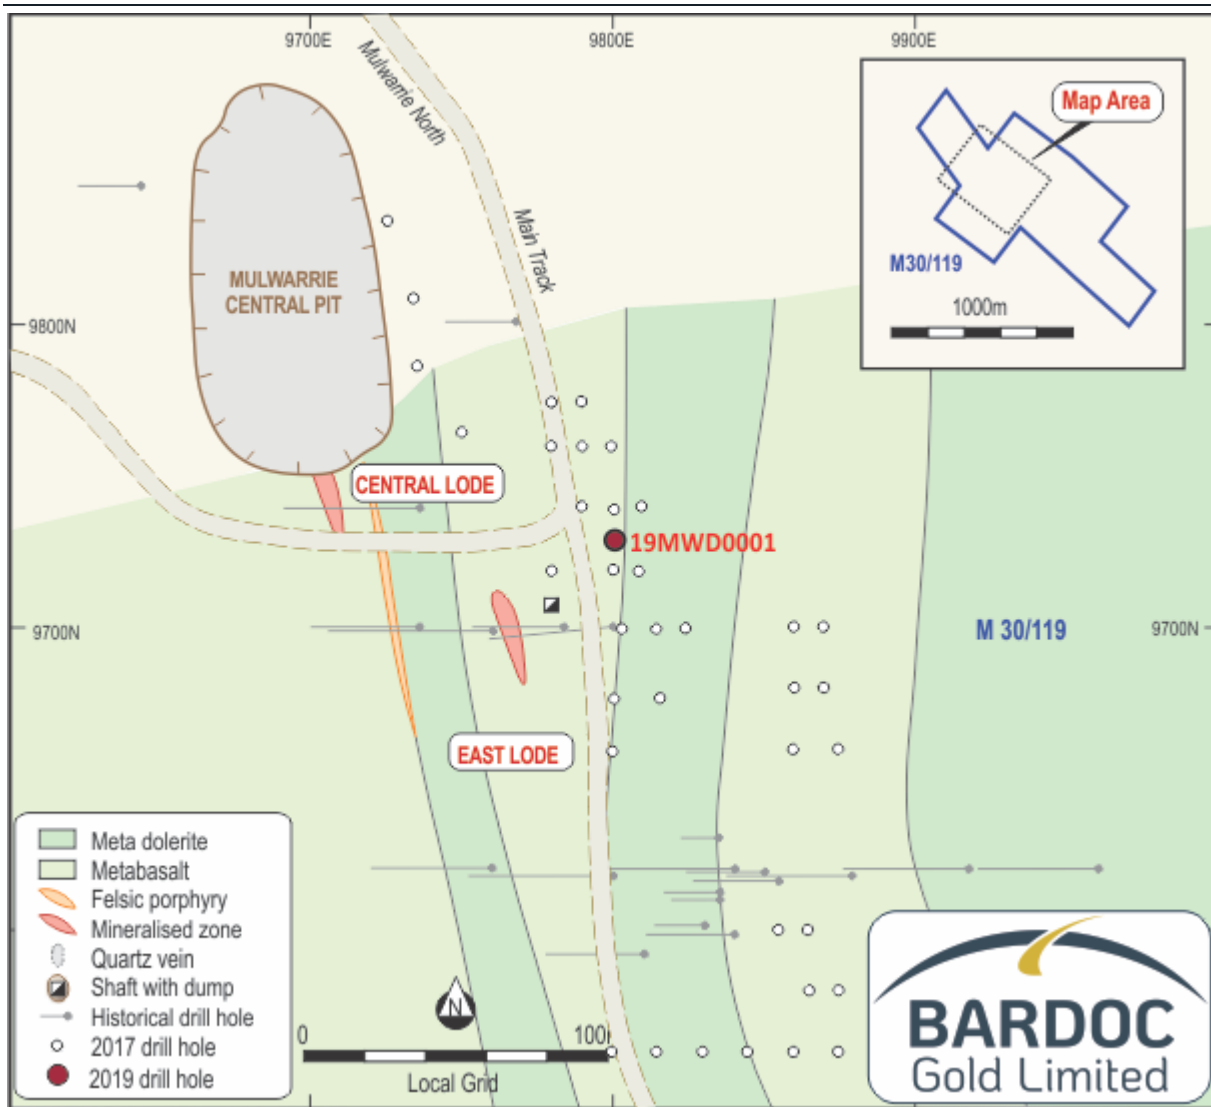 9700E
9800E
9900E
Mulwarrie North
Main Track
Map Area
M30/119
1000m
MULWARRIE
CENTRAL PIT
9800N
CENTRAL LODE
19MWD0001
9700N
M 30/119
9700N
EAST LODE
Meta dolerite
Metabasalt
Felsic porphyry
Mineralised zone
Quartz vein
Shaft with dump
Historical drill hole
2017 drill hole
2019 drill hole
N
0
100
Local Grid
BARDOC
Gold Limited